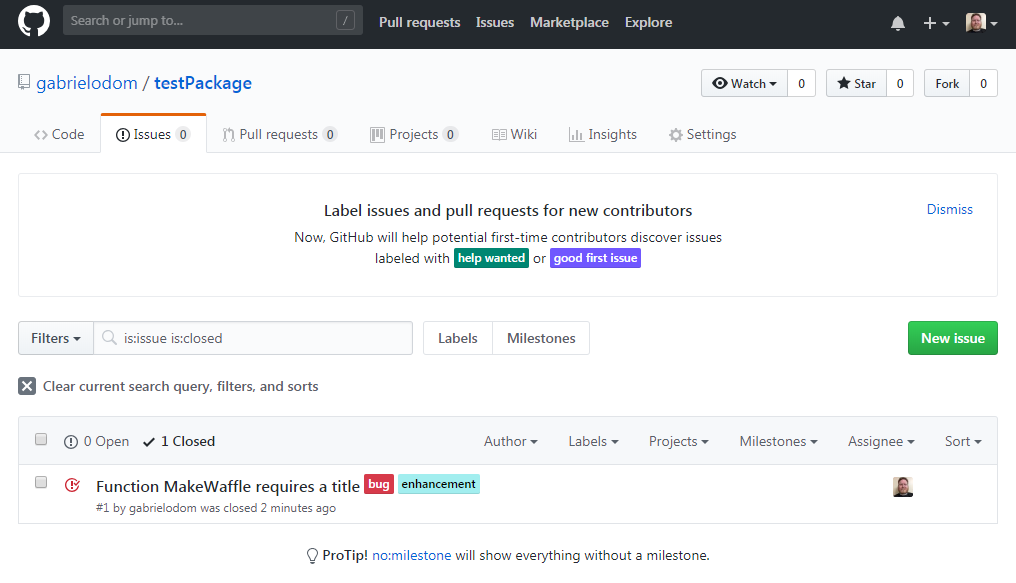 Search or jump to... / Pull requests Issues Marketplace Explore
gabrielodom / testPackage Watch 0 Star 0 Fork 0
Code Issues 0 Pull requests 0 Projects 0 Wiki Insights Settings
Label issues and pull requests for new contributors Dismiss
Now, GitHub will help potential first-time contributors discover issues
labeled with help wanted or good first issue
Filters is:issue is:closed Labels Milestones New issue
Clear current search query, filters, and sorts
0 Open 1 Closed Author Labels Projects Milestones Assignee Sort
Function MakeWaffle requires a title bug enhancement
#1 by gabrielodom was closed 2 minutes ago
ProTip! no:milestone will show everything without a milestone.